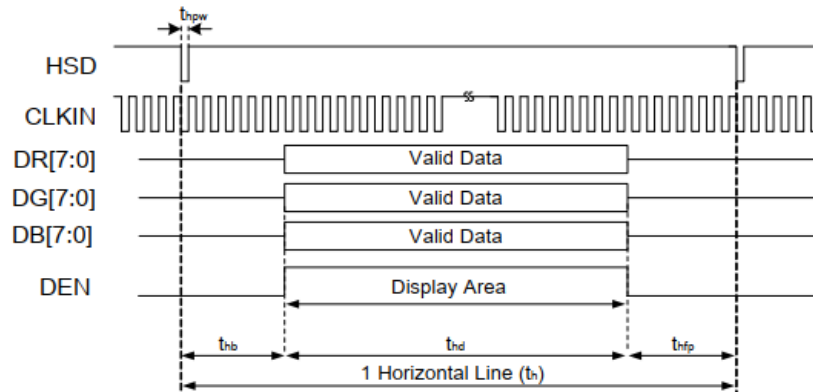 thpw
HSD
CLKIN
DR[7:0] Valid Data
DG[7:0] Valid Data
DB[7:0] Valid Data
DEN Display Area
thb thd thfp
1 Horizontal Line (th)